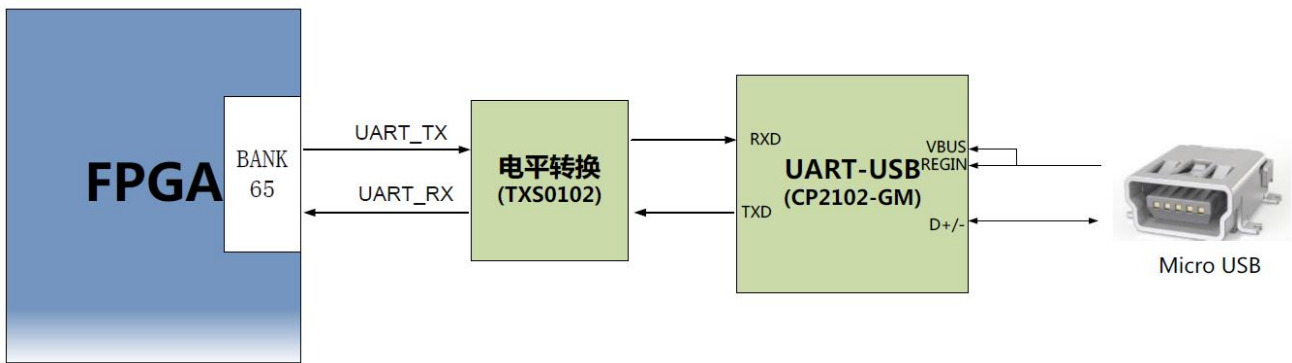 FPGA
BANK
65
UART_TX
UART_RX
电平转换
(TXS0102)
RXD
TXD
UART-USB
(CP2102-GM)
VBUS
REGIN
D+/-
Micro USB